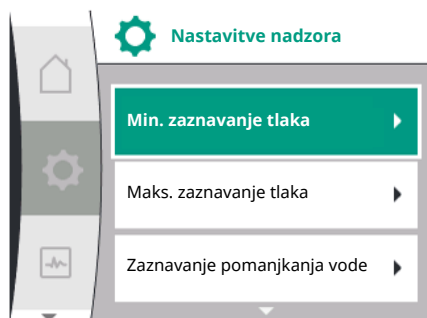 Nastavitve nadzora
Min. zaznavanje tlaka
Maks. zaznavanje tlaka
Zaznavanje pomanjkanja vode